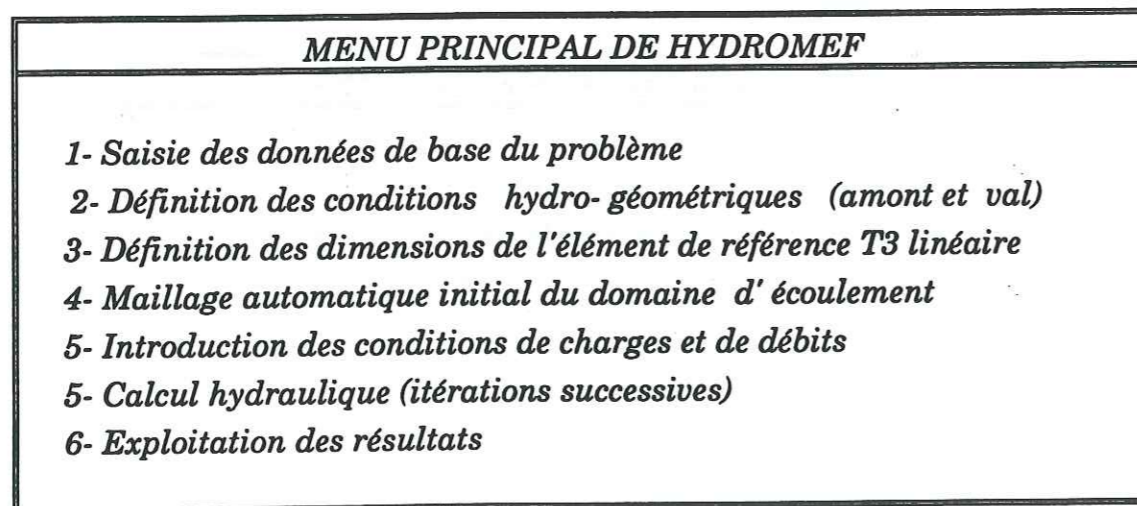 MENU PRINCIPAL DE HYDROMEF
1- Saisie des données de base du problème
2- Définition des conditions hydro- géométriques (amont et val)
3- Définition des dimensions de l'élément de référence T3 linéaire
4- Maillage automatique initial du domaine d' écoulement
5- Introduction des conditions de charges et de débits
5- Calcul hydraulique (itérations successives)
6- Exploitation des résultats